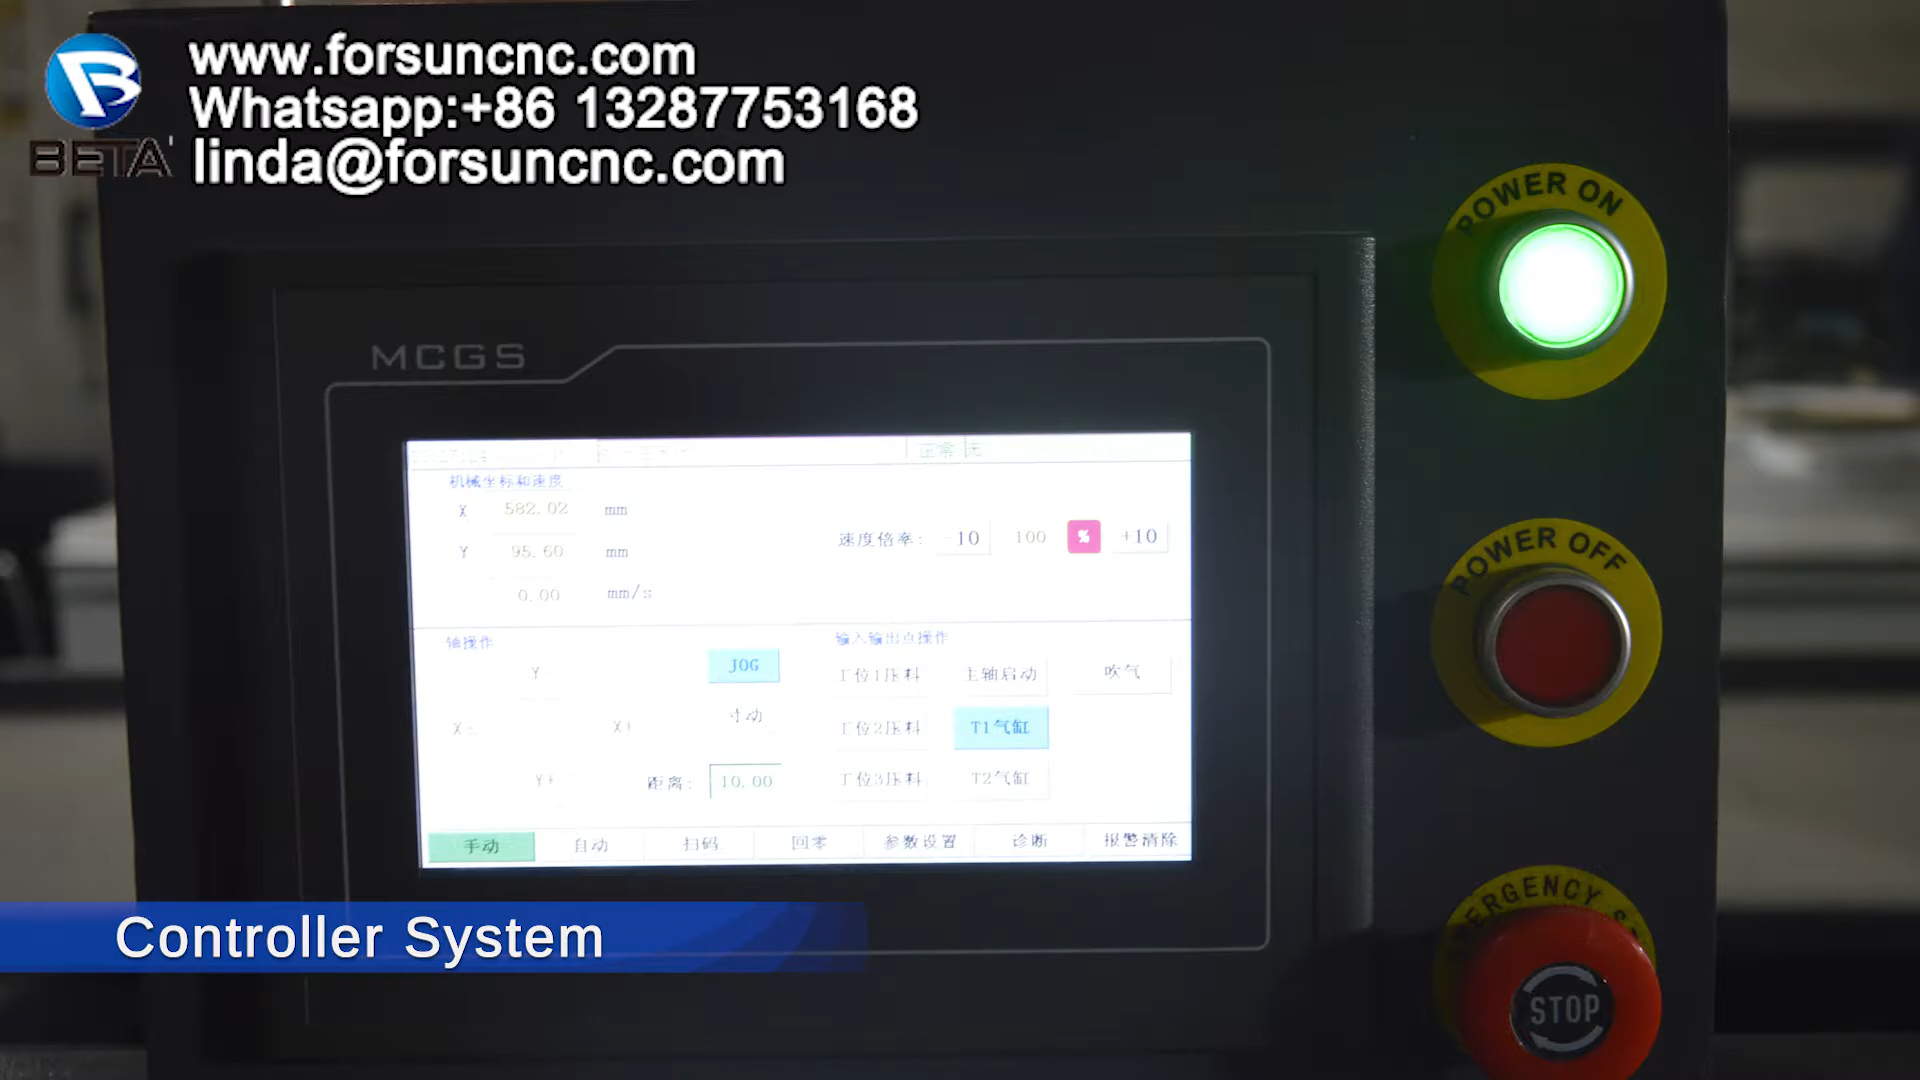 www.forsuncnc.com
Whatsapp:+86 13287753168
linda@forsuncnc.com
BETA
POWER ON
MCGS
正常 无
机械坐标和速度
X 582.02 mm
Y 95.60 mm
0.00 mm/s
速度倍率: -10 100 % +10
轴操作
Y-
JOG
X- X+
寸动
Y+
距离: 10.00
输入输出点操作
工位1压料 主轴启动 吹气
工位2压料 T1气缸
工位3压料 T2气缸
手动 自动 扫码 回零 参数设置 诊断 报警清除
POWER OFF
STOP
Controller System